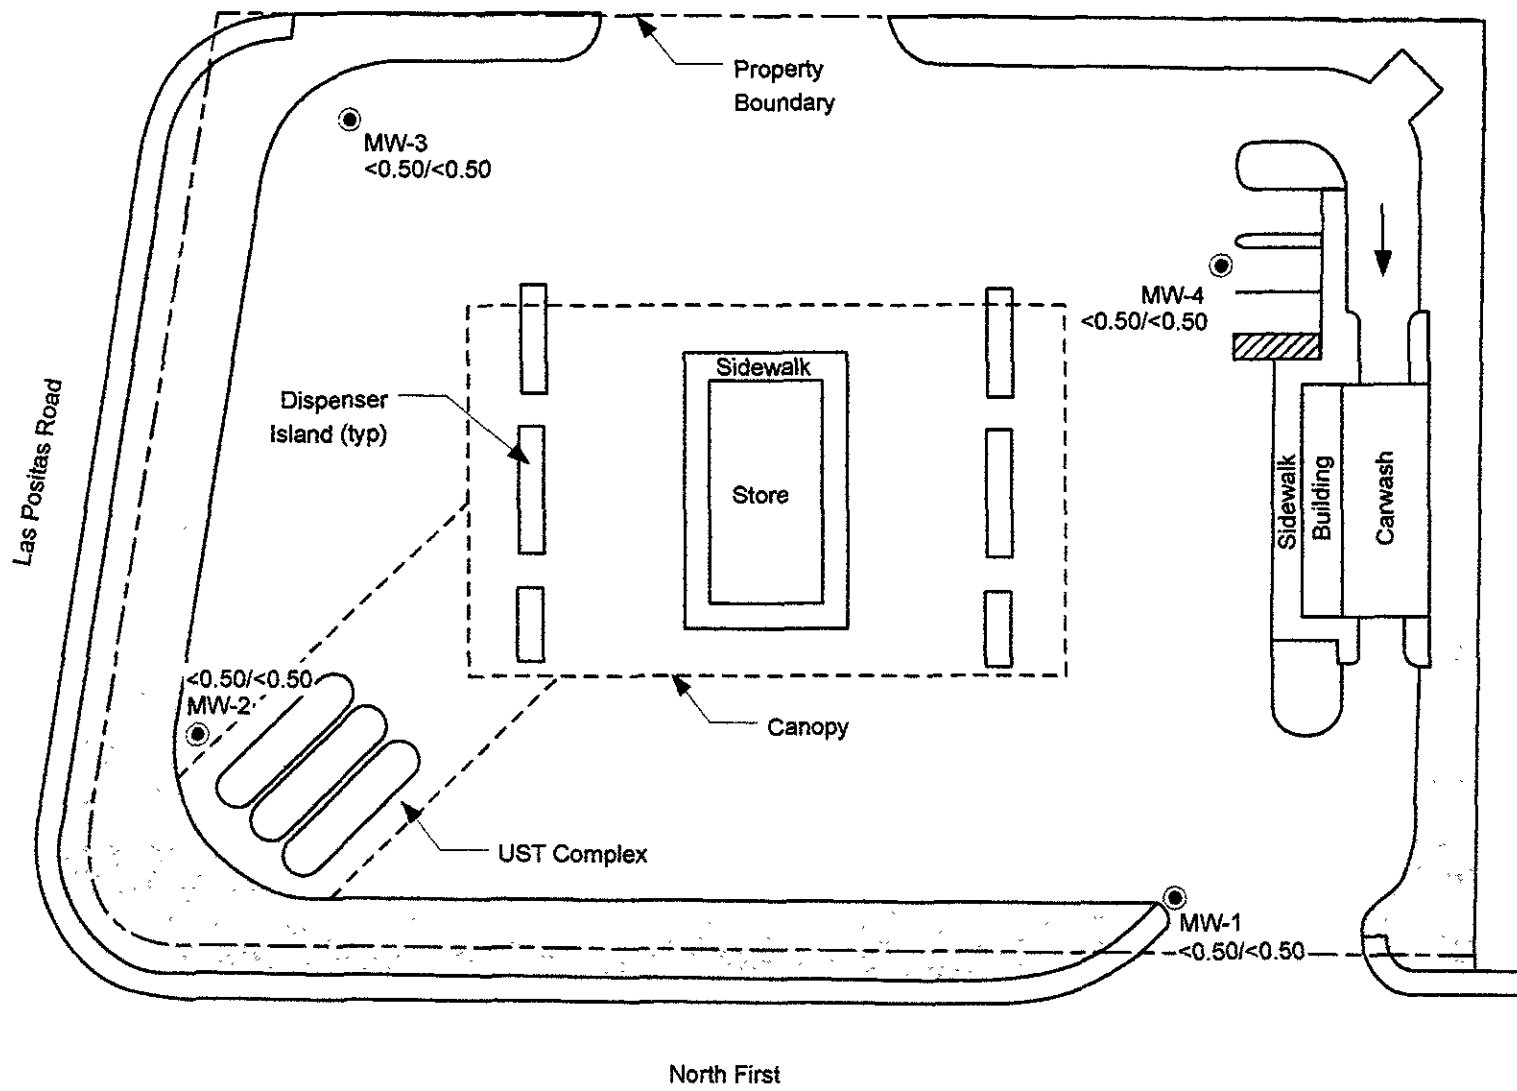 Property
Boundary
MW-3
<0.50/<0.50
MW-4
<0.50/<0.50
Sidewalk
Dispenser
Island (typ)
Store
Las Positas Road
Sidewalk
Building
Carwash
<0.50/<0.50
MW-2
Canopy
UST Complex
MW-1
<0.50/<0.50
North First